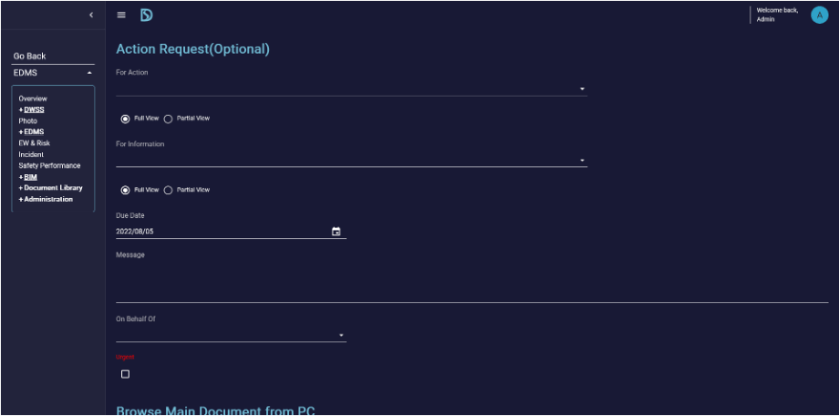 Welcome back,
Admin
A
Go Back
EDMS
Overview
+ DWSS
Photo
+ EDMS
EW & Risk
Incident
Safety Performance
+ BIM
+ Document Library
+ Administration
Action Request(Optional)
For Action
Full View Partial View
For Information
Full View Partial View
Due Date
2022/08/05
Message
On Behalf Of
Urgent
Browse Main Document from PC